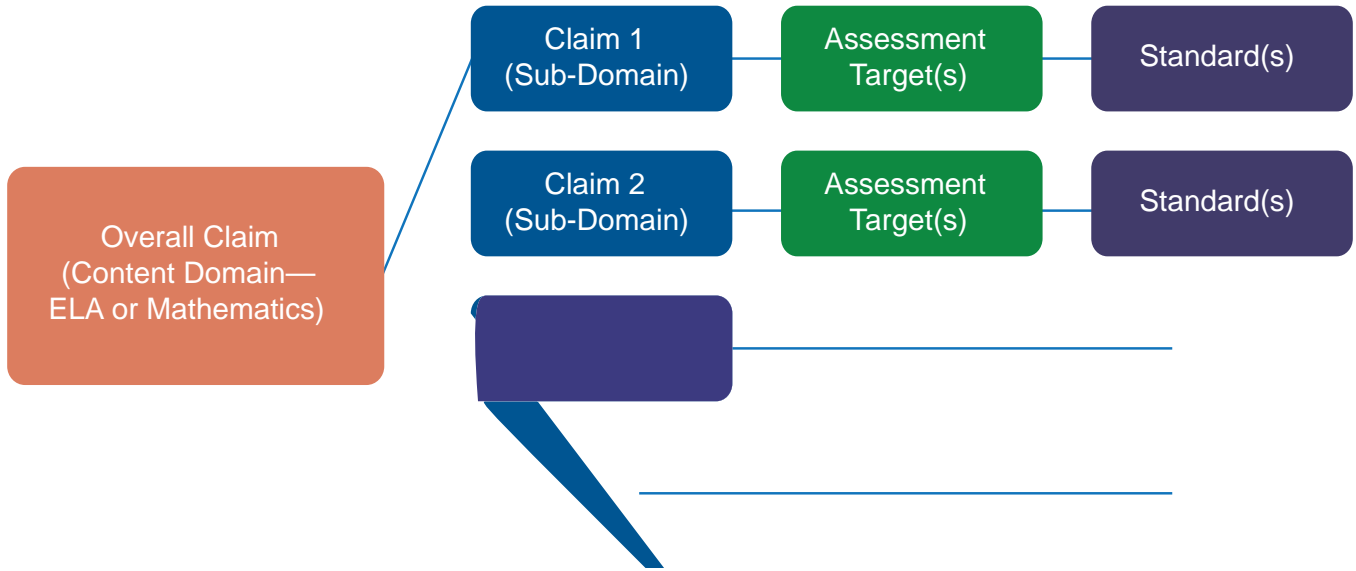 Claim 1
(Sub-Domain)
Assessment
Target(s)
Standard(s)
Claim 2
(Sub-Domain)
Assessment
Target(s)
Standard(s)
Overall Claim
(Content Domain—
ELA or Mathematics)